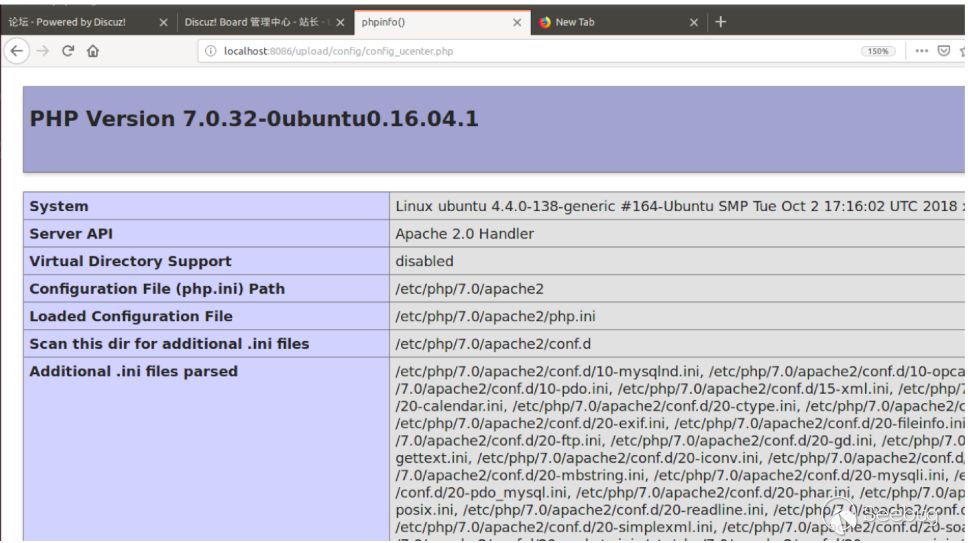 论坛 - Powered by Discuz!
Discuz! Board 管理中心 - 站长 -
phpinfo()
New Tab
localhost:8086/upload/config/config_ucenter.php
150%
PHP Version 7.0.32-0ubuntu0.16.04.1
System Linux ubuntu 4.4.0-138-generic #164-Ubuntu SMP Tue Oct 2 17:16:02 UTC 2018
Server API Apache 2.0 Handler
Virtual Directory Support disabled
Configuration File (php.ini) Path /etc/php/7.0/apache2
Loaded Configuration File /etc/php/7.0/apache2/php.ini
Scan this dir for additional .ini files /etc/php/7.0/apache2/conf.d
Additional .ini files parsed /etc/php/7.0/apache2/conf.d/10-mysqlnd.ini, /etc/php/7.0/apache2/conf.d/10-opca
/7.0/apache2/conf.d/10-pdo.ini, /etc/php/7.0/apache2/conf.d/15-xml.ini, /etc/php/7
/20-calendar.ini, /etc/php/7.0/apache2/conf.d/20-ctype.ini, /etc/php/7.0/apache2/c
/etc/php/7.0/apache2/conf.d/20-exif.ini, /etc/php/7.0/apache2/conf.d/20-fileinfo.ini
/7.0/apache2/conf.d/20-ftp.ini, /etc/php/7.0/apache2/conf.d/20-gd.ini, /etc/php/7.0
gettext.ini, /etc/php/7.0/apache2/conf.d/20-iconv.ini, /etc/php/7.0/apache2/conf.d/
/7.0/apache2/conf.d/20-mbstring.ini, /etc/php/7.0/apache2/conf.d/20-mysqli.ini, /e
/conf.d/20-pdo_mysql.ini, /etc/php/7.0/apache2/conf.d/20-phar.ini, /etc/php/7.0/ap
posix.ini, /etc/php/7.0/apache2/conf.d/20-readline.ini, /etc/php/7.0/apache2/conf.d
/etc/php/7.0/apache2/conf.d/20-simplexml.ini, /etc/php/7.0/apache2/conf.d/20-soa
Seebug